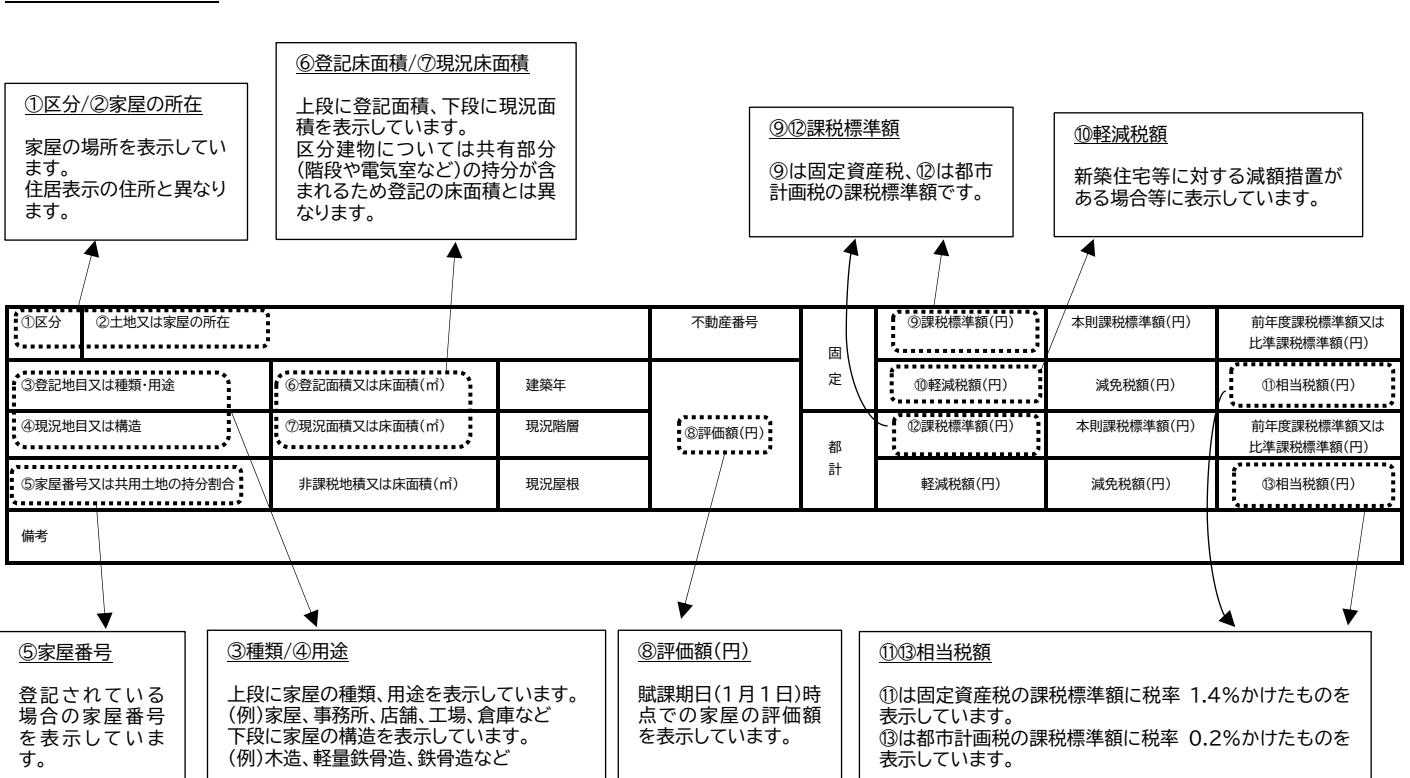 ⑥登記床面積/⑦現況床面積
上段に登記面積、下段に現況面
積を表示しています。
区分建物については共有部分
(階段や電気室など)の持分が含
まれるため登記の床面積とは異
なります。
①区分/②家屋の所在
家屋の場所を表示してい
ます。
住居表示の住所と異なり
ます。
⑨⑫課税標準額
⑨は固定資産税、⑫は都市
計画税の課税標準額です。
⑩軽減税額
新築住宅等に対する減額措置が
ある場合等に表示しています。
①区分
②土地又は家屋の所在
不動産番号
固
定
⑨課税標準額(円)
本則課税標準額(円)
前年度課税標準額又は
比準課税標準額(円)
③登記地目又は種類・用途
⑥登記面積又は床面積(㎡)
建築年
⑧評価額(円)
⑩軽減税額(円)
減免税額(円)
⑪相当税額(円)
④現況地目又は構造
⑦現況面積又は床面積(㎡)
現況階層
都
計
⑫課税標準額(円)
本則課税標準額(円)
前年度課税標準額又は
比準課税標準額(円)
⑤家屋番号又は共用土地の持分割合
非課税地積又は床面積(㎡)
現況屋根
軽減税額(円)
減免税額(円)
⑬相当税額(円)
備考
⑤家屋番号
登記されている
場合の家屋番号
を表示していま
す。
③種類/④用途
上段に家屋の種類、用途を表示しています。
(例)家屋、事務所、店舗、工場、倉庫など
下段に家屋の構造を表示しています。
(例)木造、軽量鉄骨造、鉄骨造など
⑧評価額(円)
賦課期日(1月1日)時
点での家屋の評価額
を表示しています。
⑪⑬相当税額
⑪は固定資産税の課税標準額に税率 1.4%かけたものを
表示しています。
⑬は都市計画税の課税標準額に税率 0.2%かけたものを
表示しています。